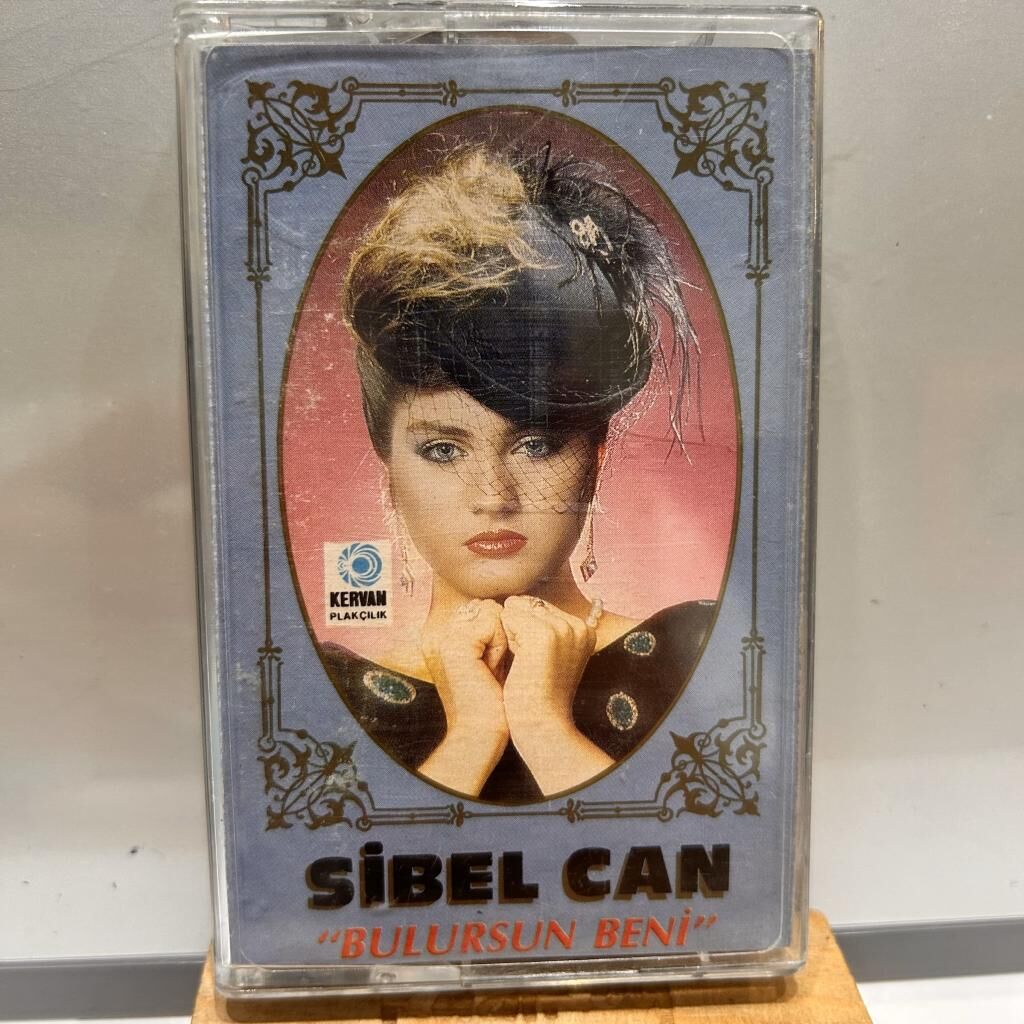 KERVAN
PLAKÇILIK
SİBEL CAN
"BULURSUN BENİ"